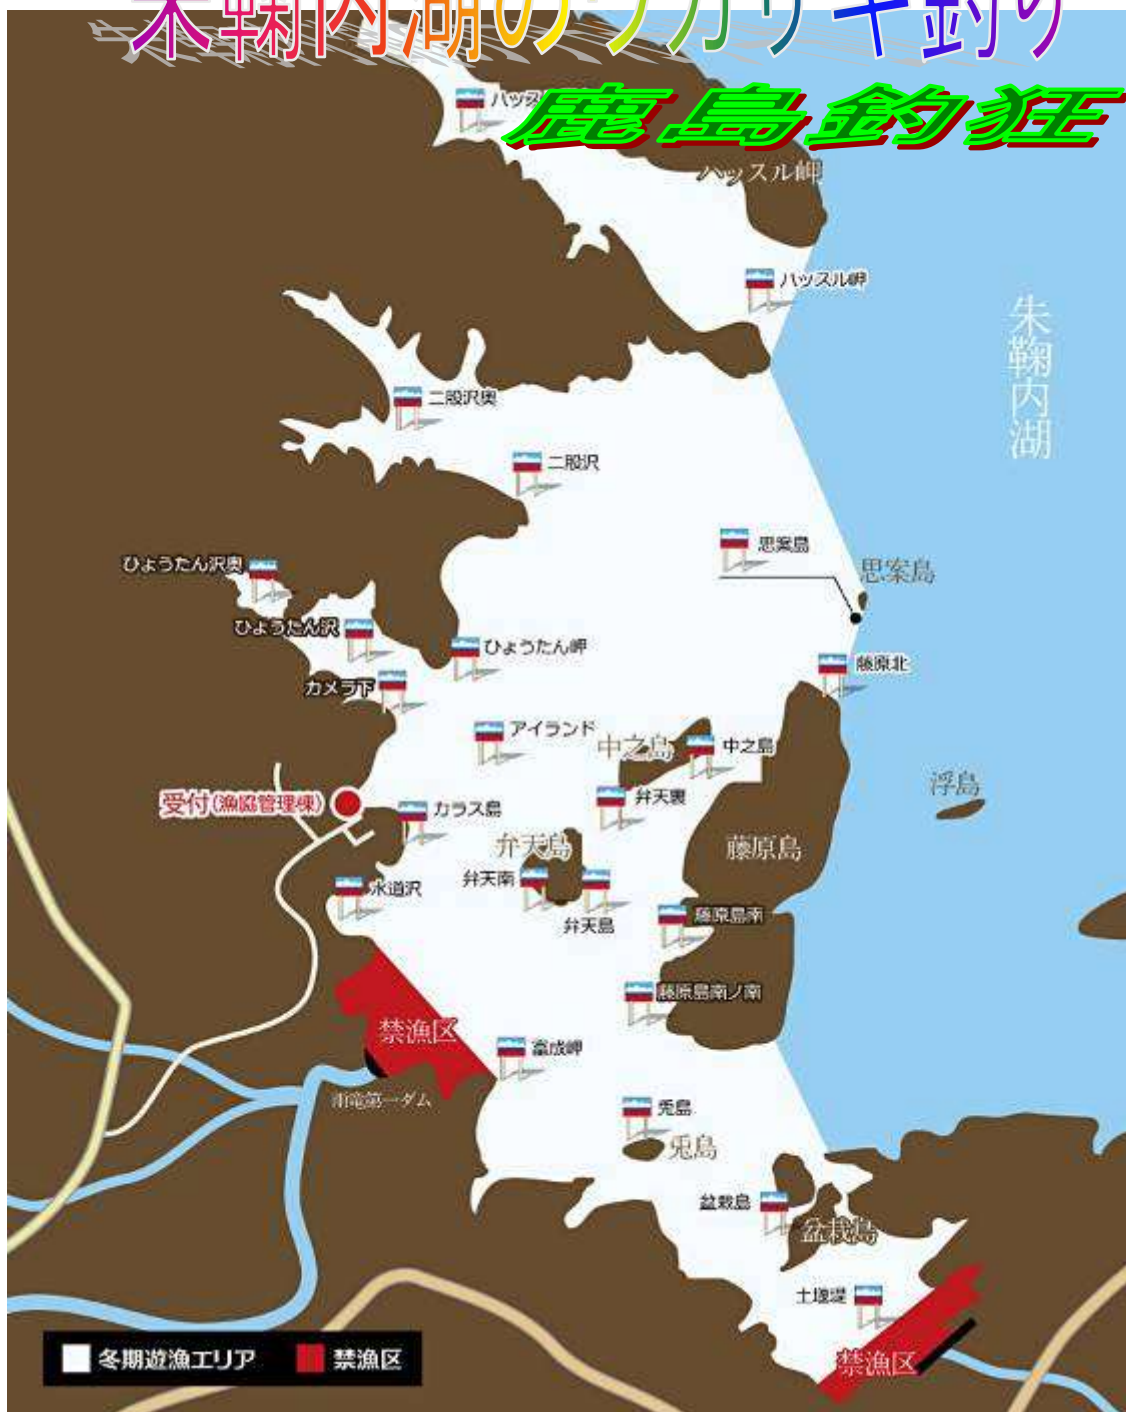 朱鞠内湖のワカサギ釣り
鹿島釣狂
ハッス
ハッスル岬
ハッスル岬
朱鞠内湖
二股沢奥
二股沢
思案島
思案島
ひょうたん沢奥
ひょうたん沢
ひょうたん岬
藤原北
カメラ下
アイランド
中之島
中之島
浮島
受付(漁協管理棟)
カラス島
弁天裏
弁天島
藤原島
弁天南
水道沢
弁天島
藤原島南
藤原島南ノ南
禁漁区
富成岬
雨竜第一ダム
兎島
兎島
盆栽島
盆栽島
土堰堤
禁漁区
冬期遊漁エリア
禁漁区